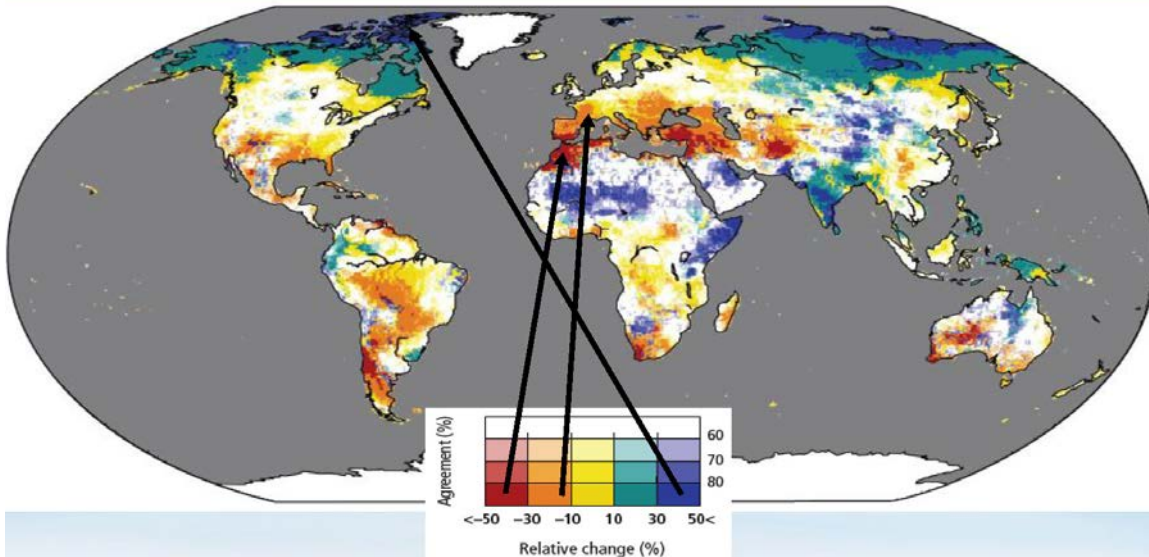 Agreement (%)
60
70
80
<–50 –30 –10 10 30 50<
Relative change (%)